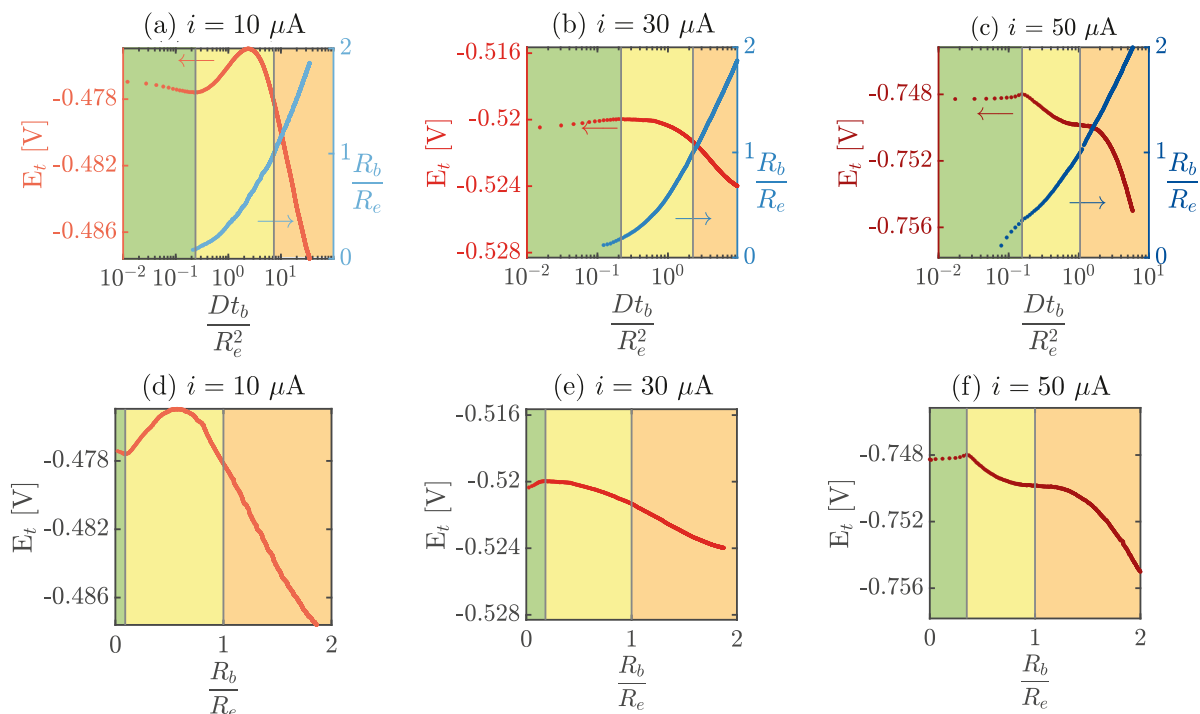 (a) i = 10 μA
(b) i = 30 μA
(c) i = 50 μA
E_t [V]
-0.478
-0.482
-0.486
2
1
0
R_b
R_e
10^-2 10^-1 10^0 10^1
Dt_b
R_e^2
E_t [V]
-0.516
-0.52
-0.524
-0.528
2
1
0
R_b
R_e
10^-2 10^-1 10^0
Dt_b
R_e^2
E_t [V]
-0.748
-0.752
-0.756
2
1
0
R_b
R_e
10^-2 10^-1 10^0 10^1
Dt_b
R_e^2
(d) i = 10 μA
(e) i = 30 μA
(f) i = 50 μA
E_t [V]
-0.478
-0.482
-0.486
0 1 2
R_b
R_e
E_t [V]
-0.516
-0.52
-0.524
-0.528
0 1 2
R_b
R_e
E_t [V]
-0.748
-0.752
-0.756
0 1 2
R_b
R_e